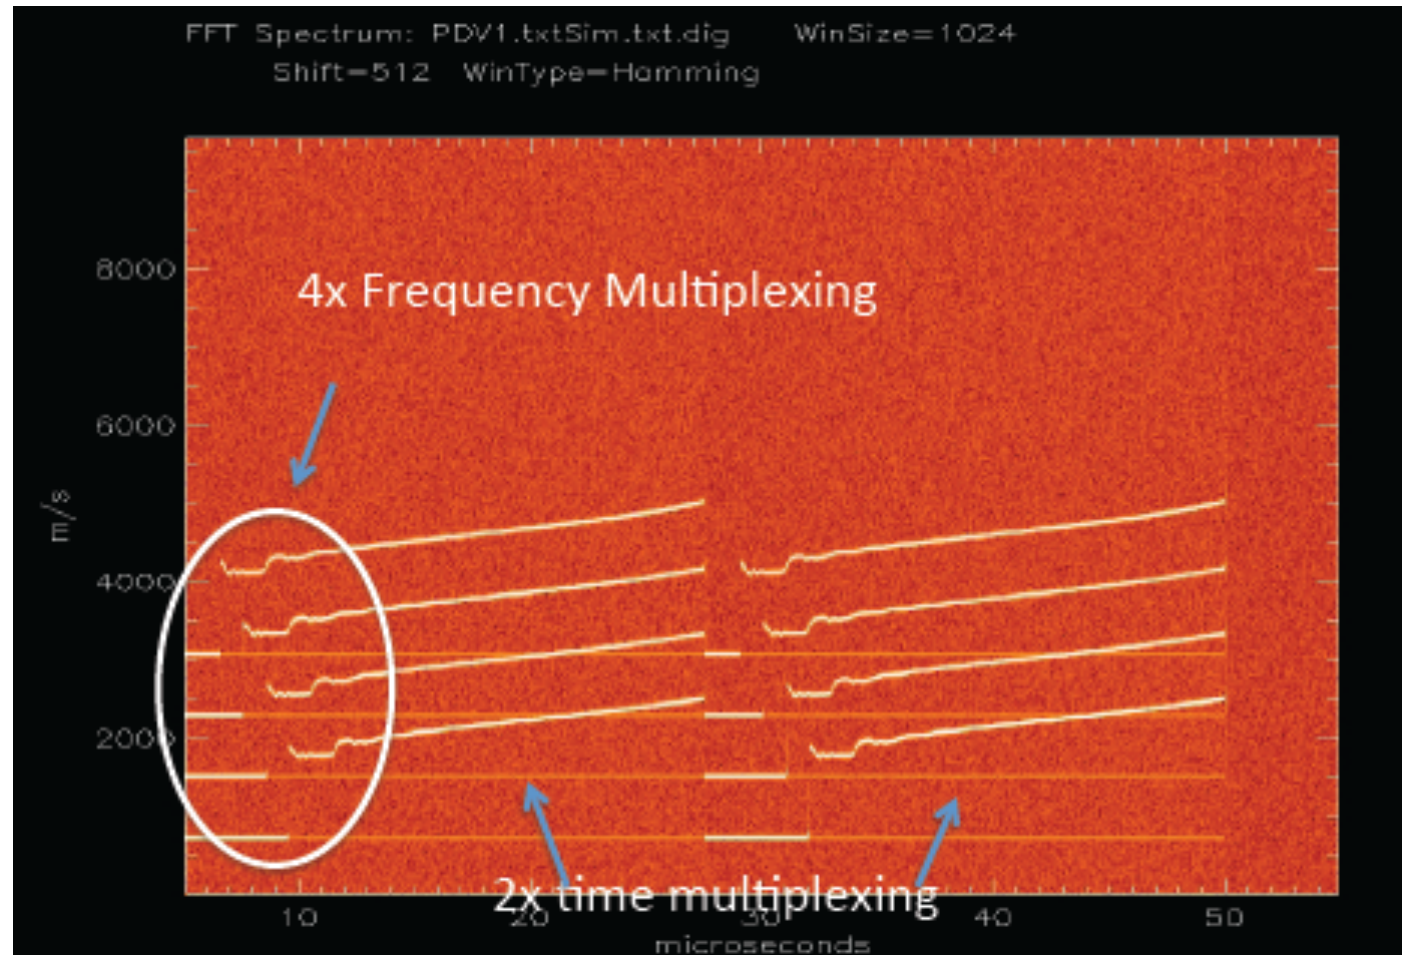 FFT Spectrum: PDV1.txtSim.txt.dig WinSize=1024
Shift=512 WinType=Hamming
8000
4x Frequency Multiplexing
6000
m/s
4000
2000
2x time multiplexing
10 20 30 40 50
microseconds